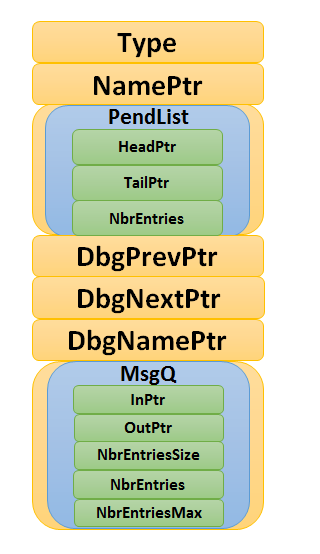 Type
NamePtr
PendList
HeadPtr
TailPtr
NbrEntries
DbgPrevPtr
DbgNextPtr
DbgNamePtr
MsgQ
InPtr
OutPtr
NbrEntriesSize
NbrEntries
NbrEntriesMax